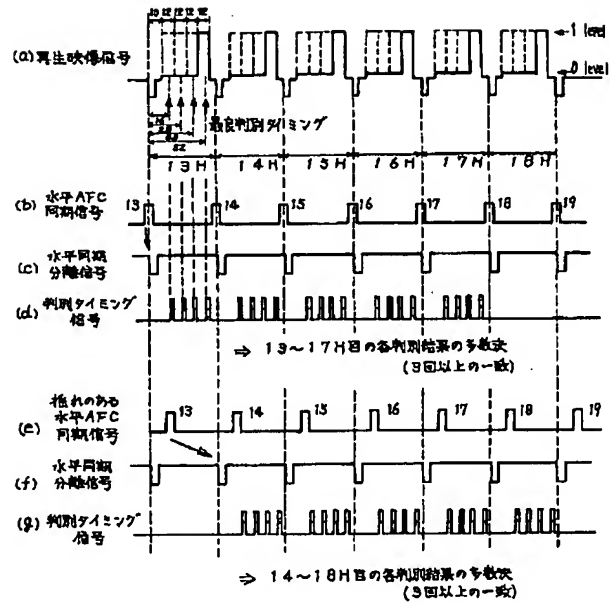 1 level
(a) 再生映像信号
0 level
最良判別タイミング
13H 14H 15H 16H 17H 18H
(b) 水平AFC
同期信号
13 14 15 16 17 18 19
(c) 水平同期
分離信号
(d) 判別タイミング
信号
⇒ 13~17H目の各判別結果の多数決
(3回以上の一致)
(e) 揺れのある
水平AFC
同期信号
13 14 15 16 17 18 19
(f) 水平同期
分離信号
(g) 判別タイミング
信号
⇒ 14~18H目の各判別結果の多数決
(3回以上の一致)